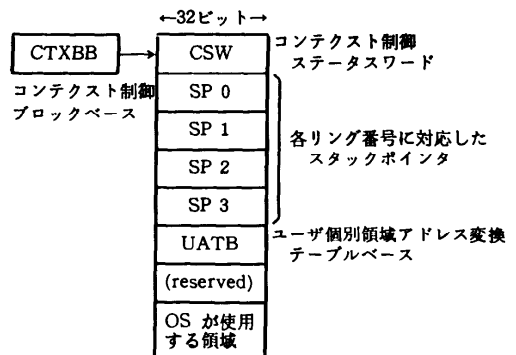 ←32ビット→
CTXBB
コンテクスト制御
ブロックベース
CSW
コンテクスト制御
ステータスワード
SP 0
SP 1
SP 2
SP 3
各リング番号に対応した
スタックポインタ
UATB
ユーザ個別領域アドレス変換
テーブルベース
(reserved)
OS が使用
する領域